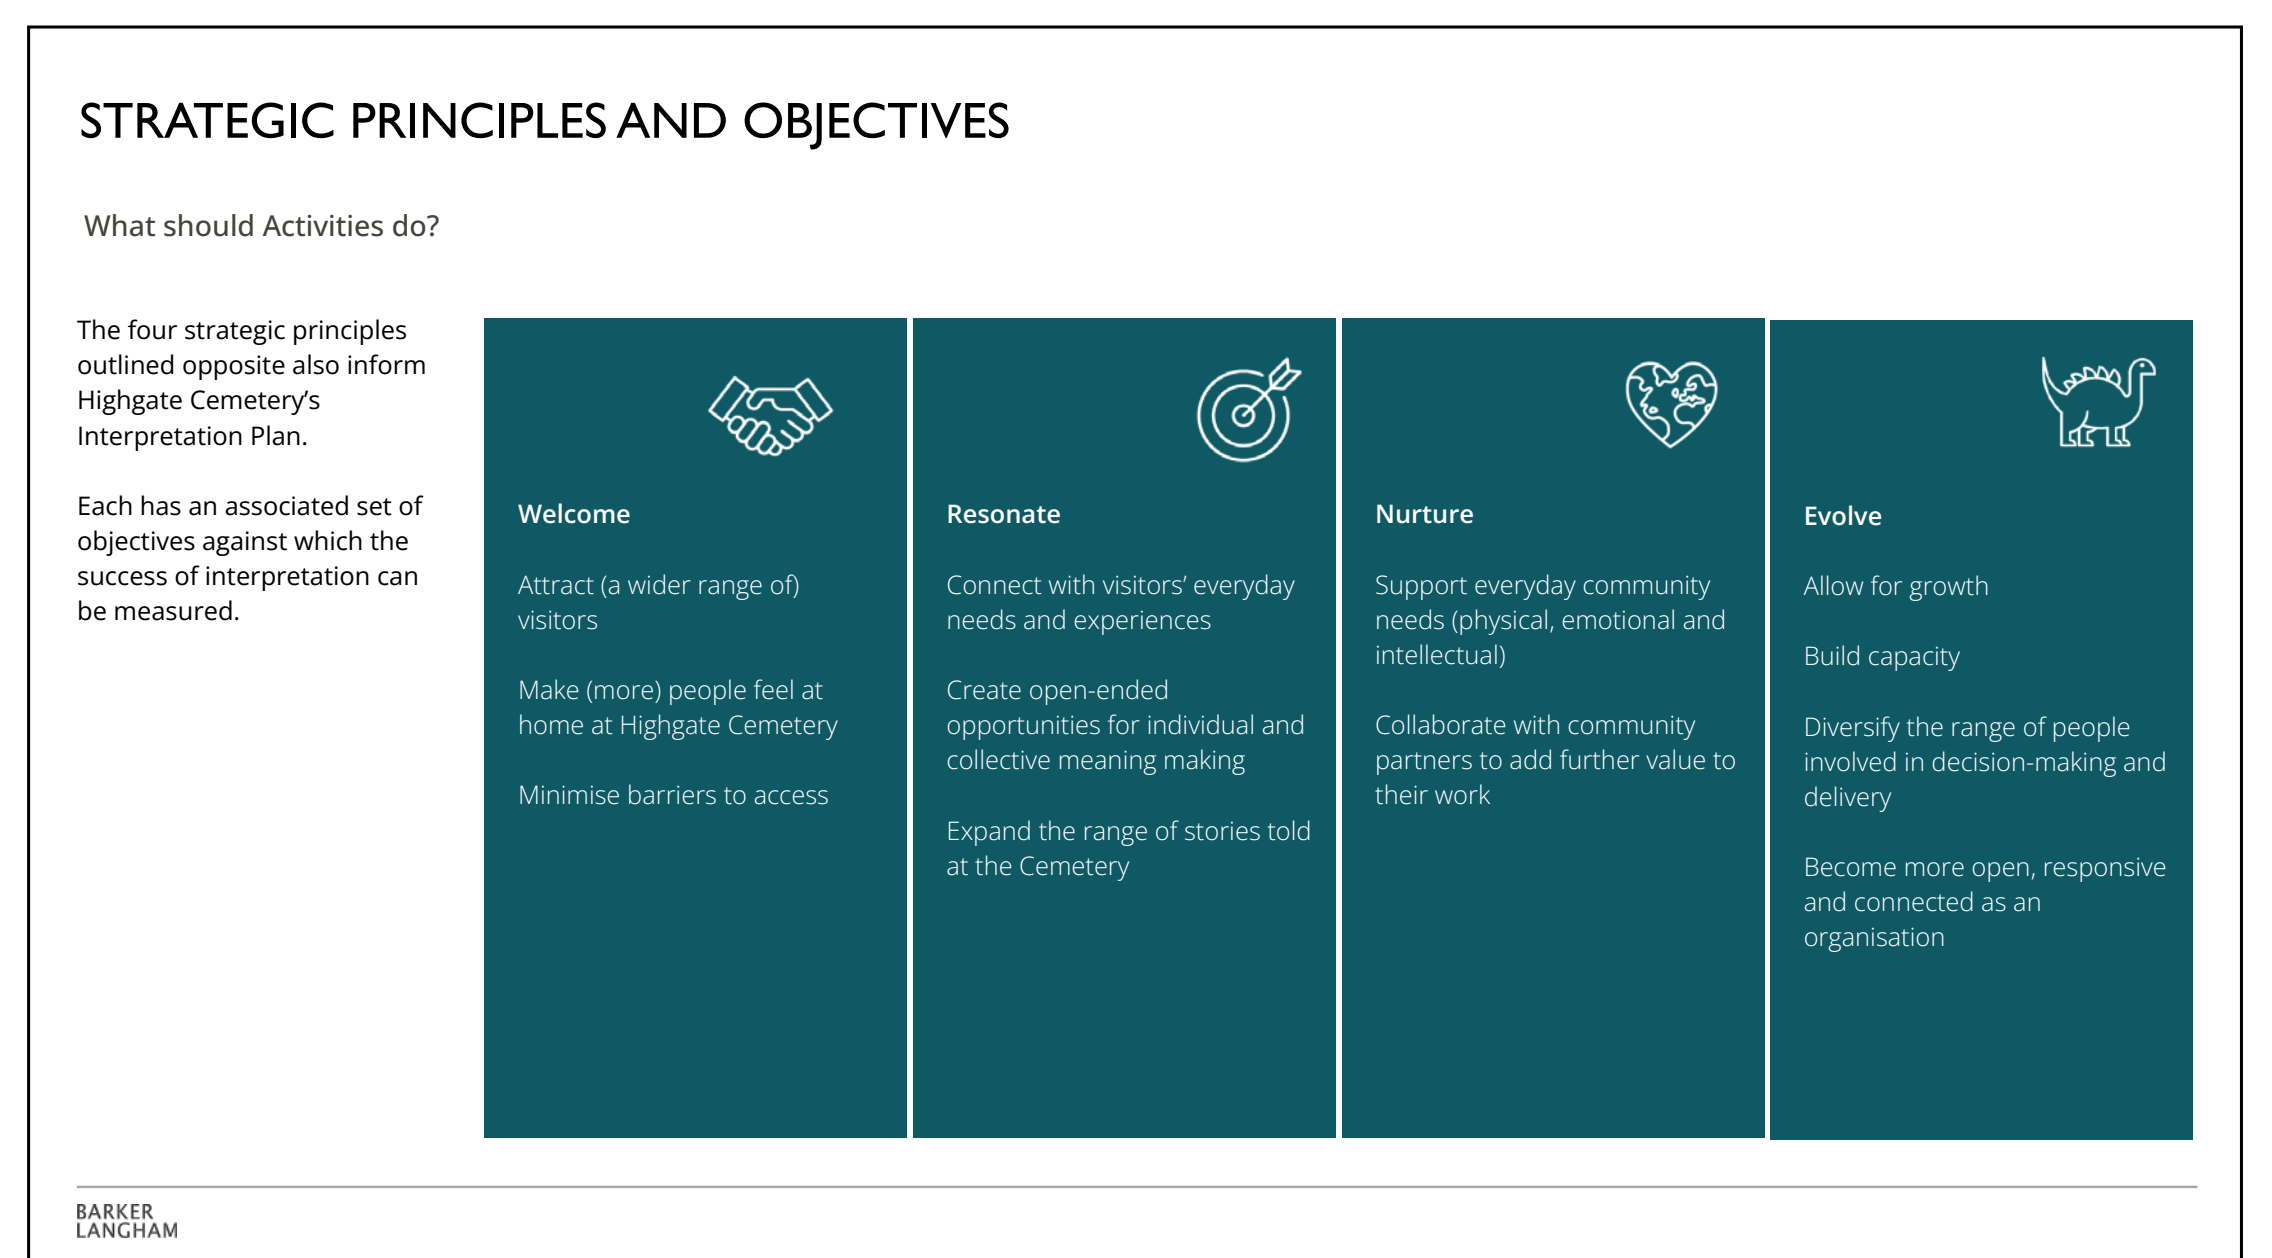 STRATEGIC PRINCIPLES AND OBJECTIVES
What should Activities do?
The four strategic principles
outlined opposite also inform
Highgate Cemetery’s
Interpretation Plan.
Each has an associated set of
objectives against which the
success of interpretation can
be measured.
Welcome
Attract (a wider range of)
visitors
Make (more) people feel at
home at Highgate Cemetery
Minimise barriers to access
Resonate
Connect with visitors’ everyday
needs and experiences
Create open-ended
opportunities for individual and
collective meaning making
Expand the range of stories told
at the Cemetery
Nurture
Support everyday community
needs (physical, emotional and
intellectual)
Collaborate with community
partners to add further value to
their work
Evolve
Allow for growth
Build capacity
Diversify the range of people
involved in decision-making and
delivery
Become more open, responsive
and connected as an
organisation
BARKER
LANGHAM